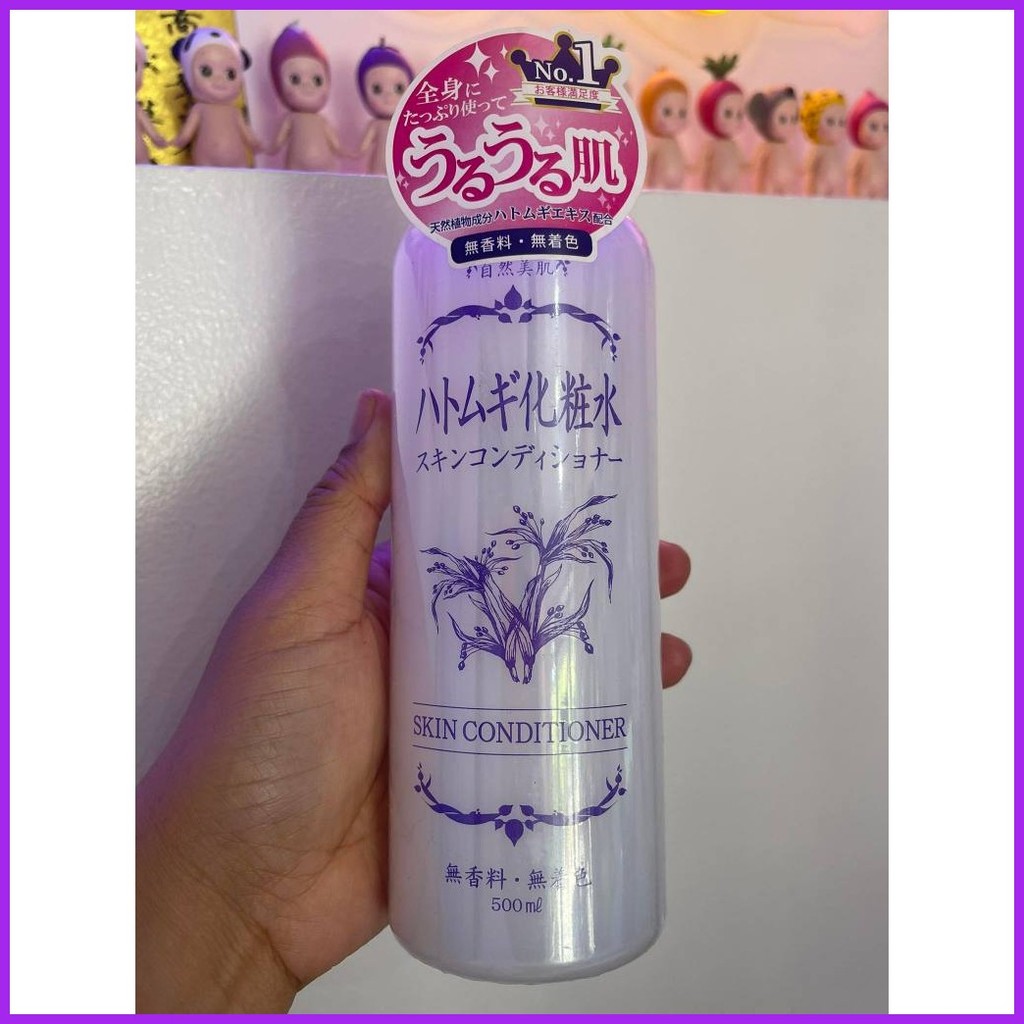 No.1
お客様満足度
全身に
たっぷり使って
うるうる肌
天然植物成分ハトムギエキス配合
無香料・無着色
自然美肌
ハトムギ化粧水
スキンコンディショナー
SKIN CONDITIONER
無香料・無着色
500㎖